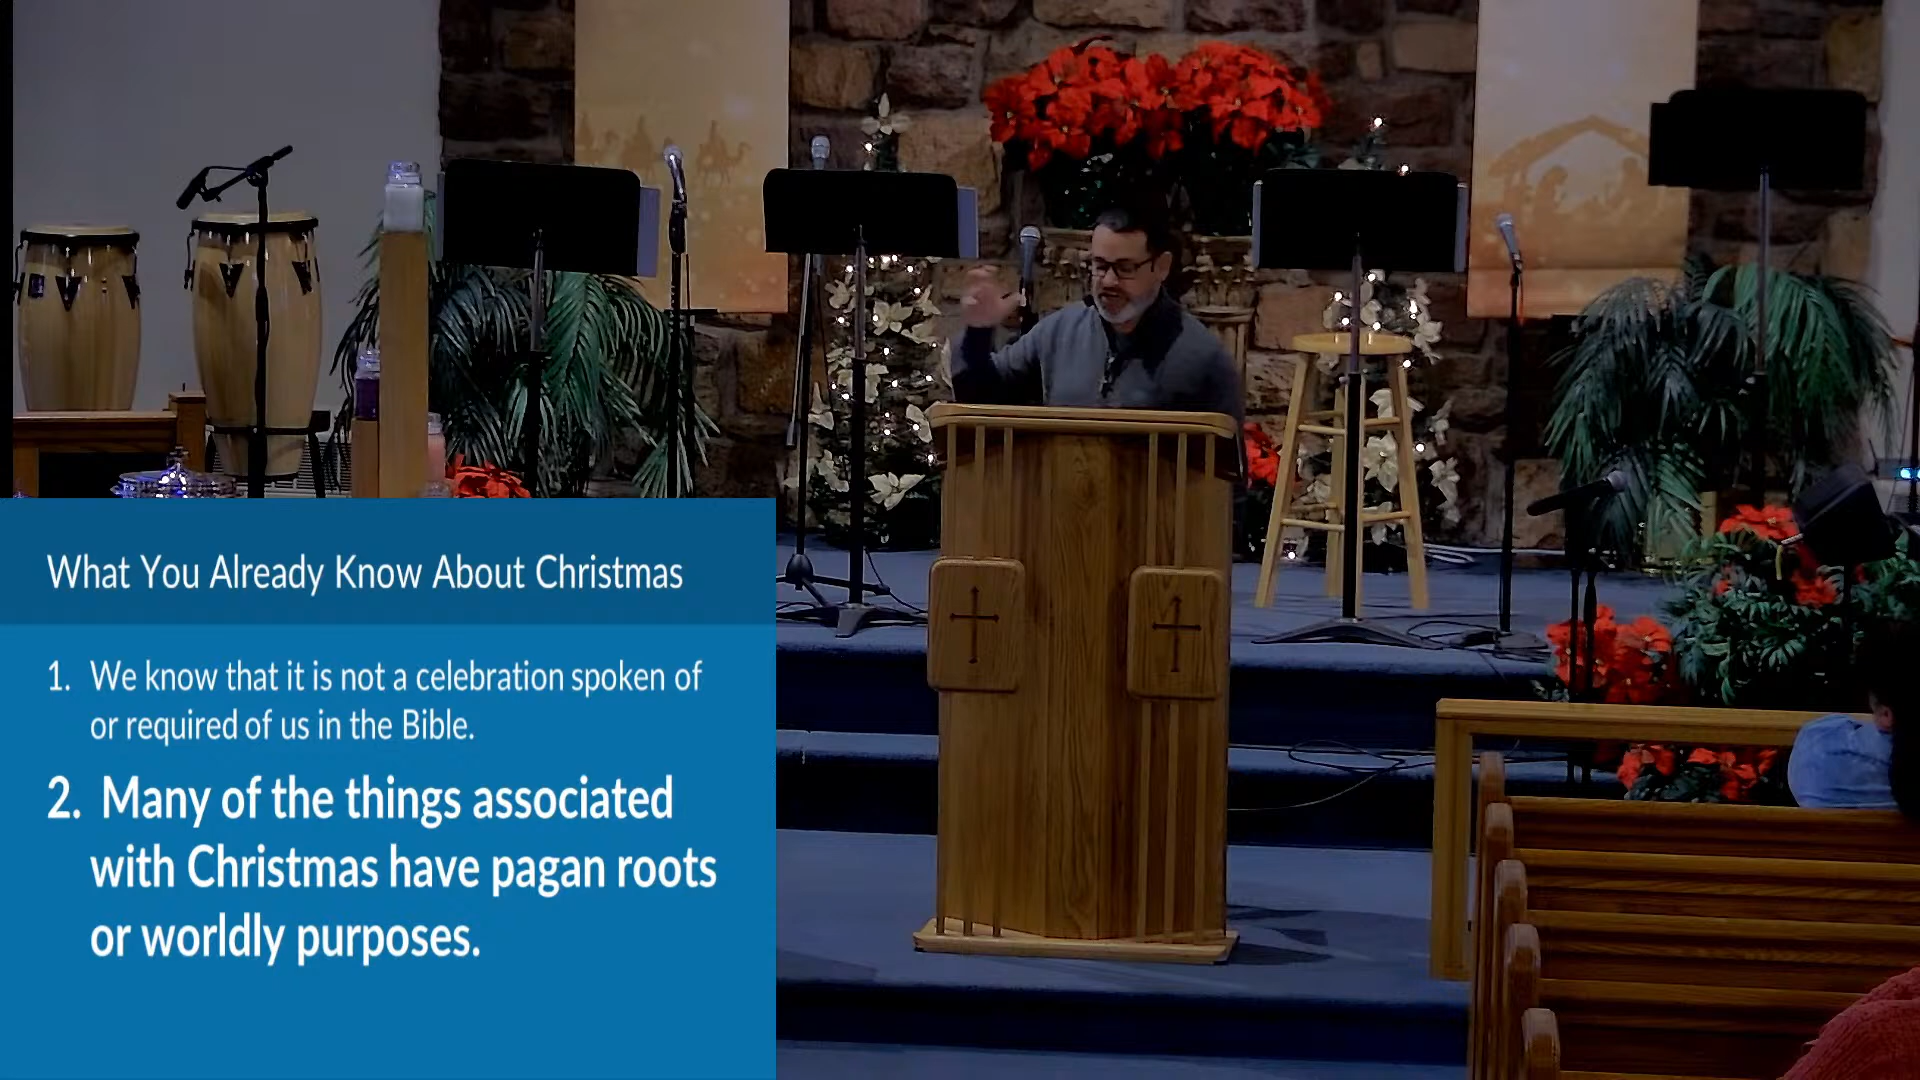 What You Already Know About Christmas
1. We know that it is not a celebration spoken of
or required of us in the Bible.
2. Many of the things associated
with Christmas have pagan roots
or worldly purposes.